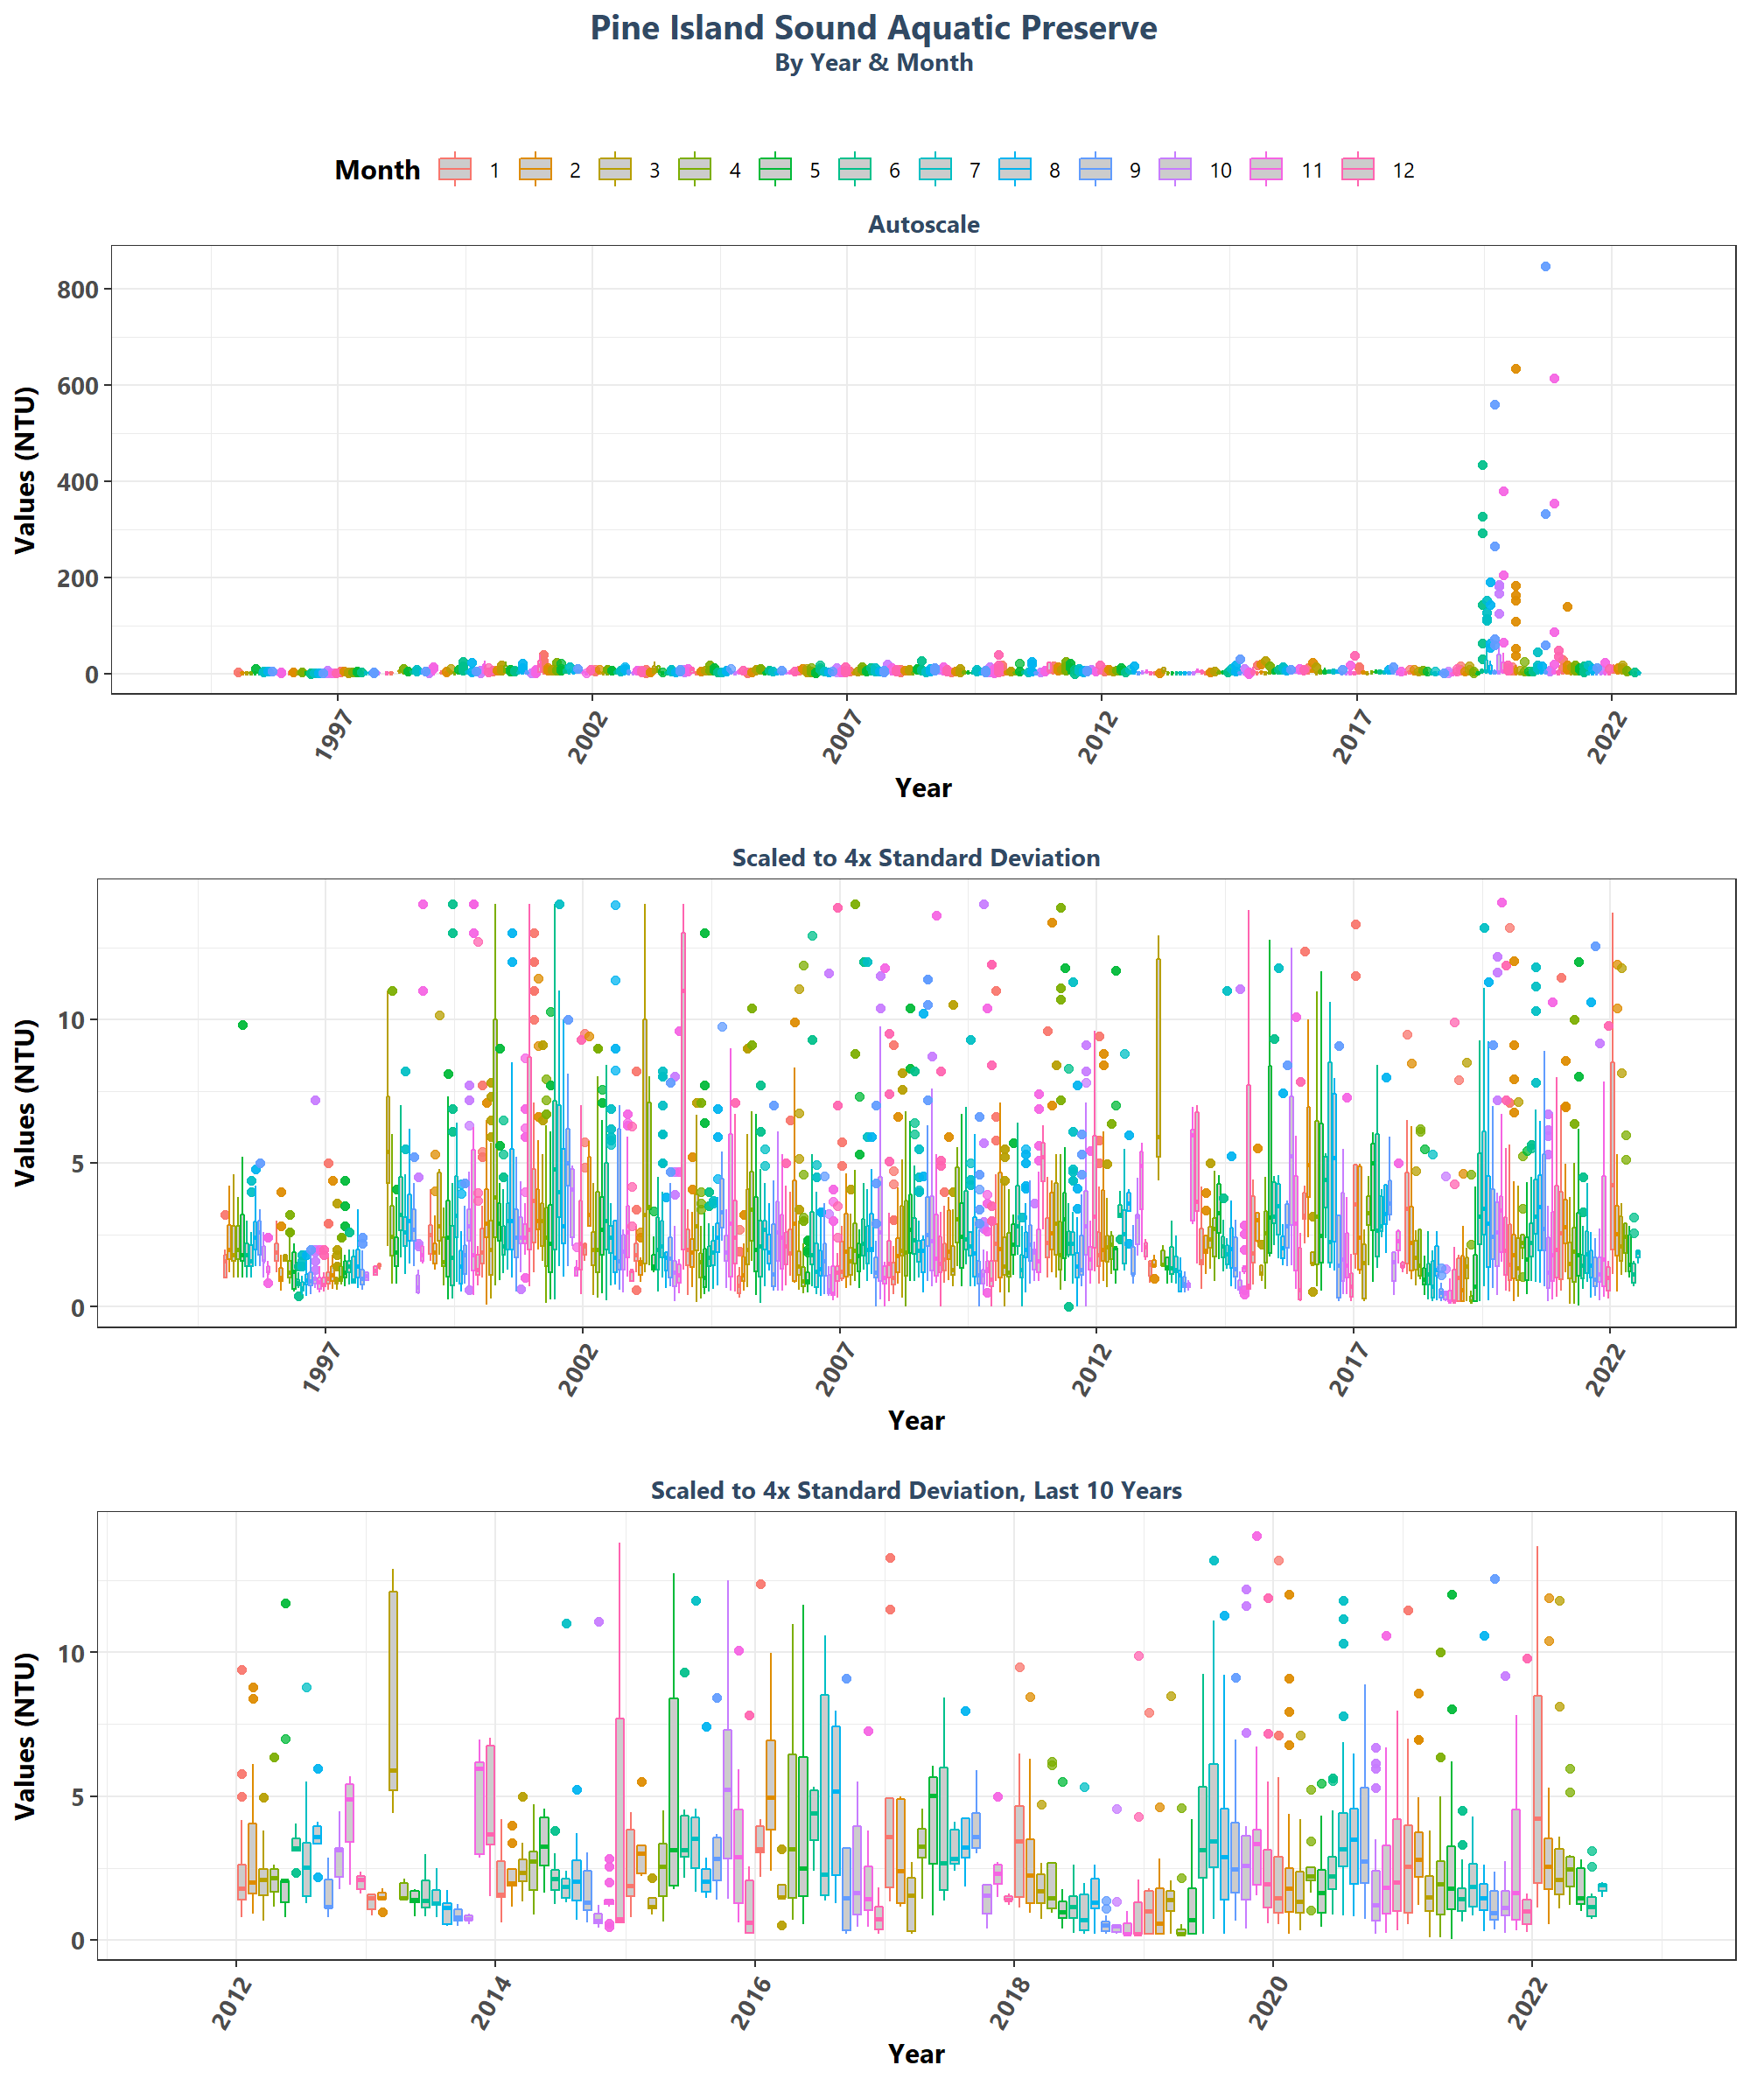 Pine Island Sound Aquatic Preserve
By Year & Month
Month 1 2 3 4 5 6 7 8 9 10 11 12
Autoscale
Values (NTU)
800
600
400
200
0
1997 2002 2007 2012 2017 2022
Year
Scaled to 4x Standard Deviation
Values (NTU)
10
5
0
1997 2002 2007 2012 2017 2022
Year
Scaled to 4x Standard Deviation, Last 10 Years
Values (NTU)
10
5
0
2012 2014 2016 2018 2020 2022
Year